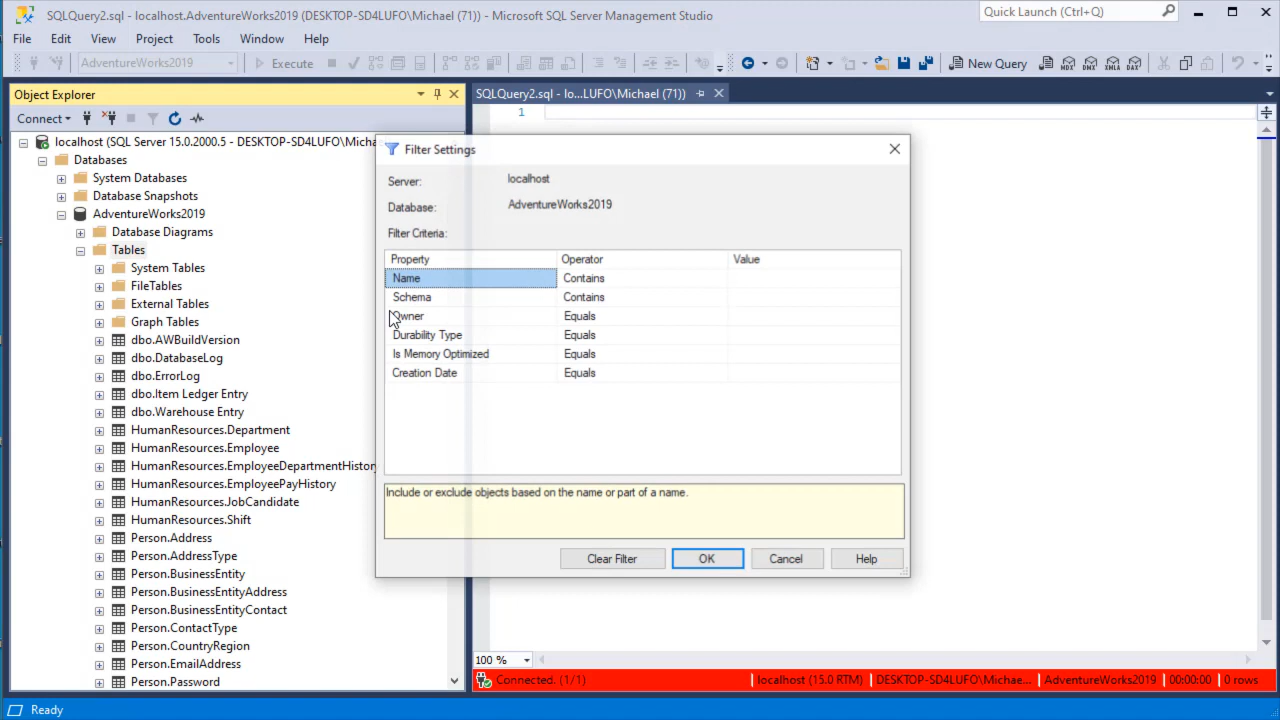 SQLQuery2.sql - localhost.AdventureWorks2019 (DESKTOP-SD4LUFO\Michael (71)) - Microsoft SQL Server Management Studio
Quick Launch (Ctrl+Q)
File Edit View Project Tools Window Help
AdventureWorks2019
Execute
New Query
MDX DMX XMLA DAX
Object Explorer
SQLQuery2.sql - lo...LUFO\Michael (71))
Connect
1
localhost (SQL Server 15.0.2000.5 - DESKTOP-SD4LUFO\Micha
Databases
System Databases
Database Snapshots
AdventureWorks2019
Database Diagrams
Tables
System Tables
FileTables
External Tables
Graph Tables
dbo.AWBuildVersion
dbo.DatabaseLog
dbo.ErrorLog
dbo.Item Ledger Entry
dbo.Warehouse Entry
HumanResources.Department
HumanResources.Employee
HumanResources.EmployeeDepartmentHistory
HumanResources.EmployeePayHistory
HumanResources.JobCandidate
HumanResources.Shift
Person.Address
Person.AddressType
Person.BusinessEntity
Person.BusinessEntityAddress
Person.BusinessEntityContact
Person.ContactType
Person.CountryRegion
Person.EmailAddress
Person.Password
Filter Settings
Server: localhost
Database: AdventureWorks2019
Filter Criteria:
Property Operator Value
Name Contains
Schema Contains
Owner Equals
Durability Type Equals
Is Memory Optimized Equals
Creation Date Equals
Include or exclude objects based on the name or part of a name.
Clear Filter OK Cancel Help
100 %
Connected. (1/1) localhost (15.0 RTM) DESKTOP-SD4LUFO\Michae... AdventureWorks2019 00:00:00 0 rows
Ready